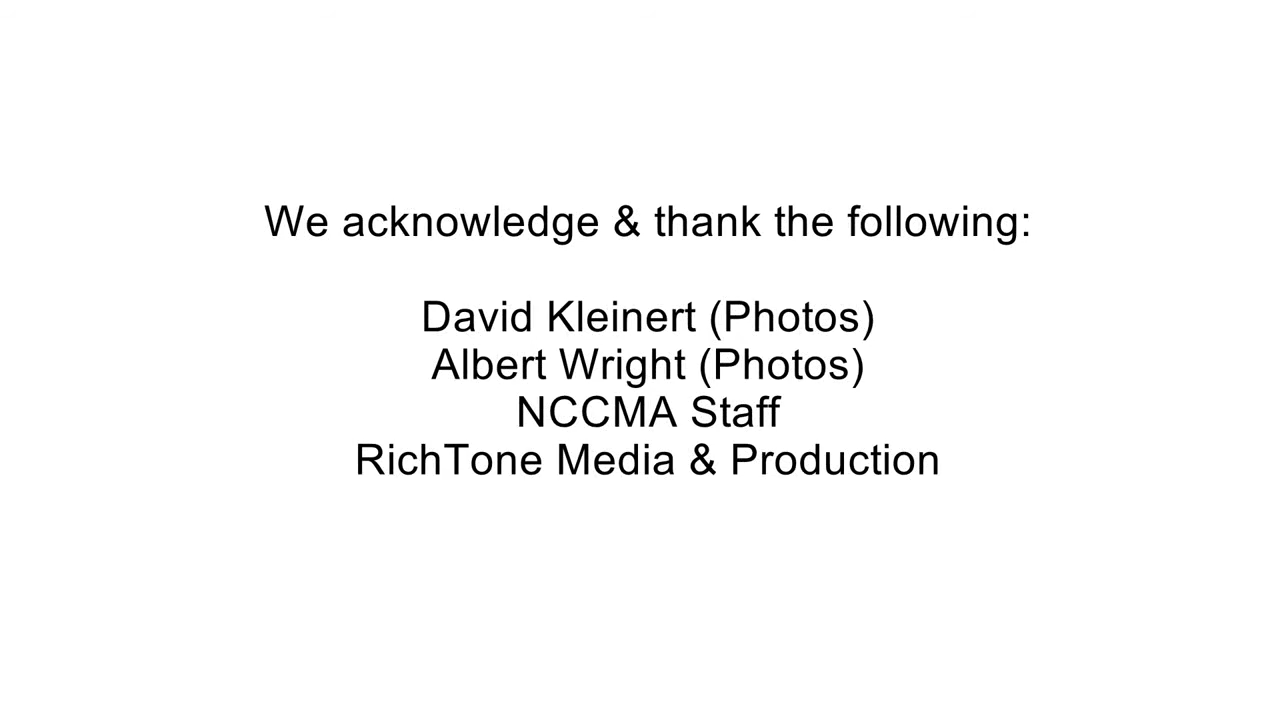 We acknowledge & thank the following:
David Kleinert (Photos)
Albert Wright (Photos)
NCCMA Staff
RichTone Media & Production